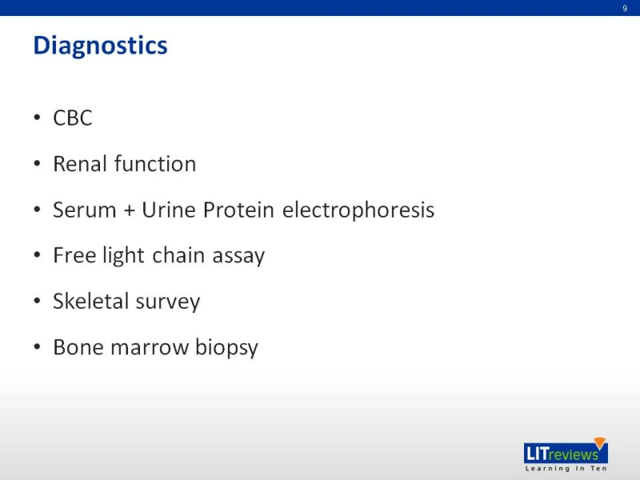 9
Diagnostics
• CBC
• Renal function
• Serum + Urine Protein electrophoresis
• Free light chain assay
• Skeletal survey
• Bone marrow biopsy
LITreviews
Learning In Ten